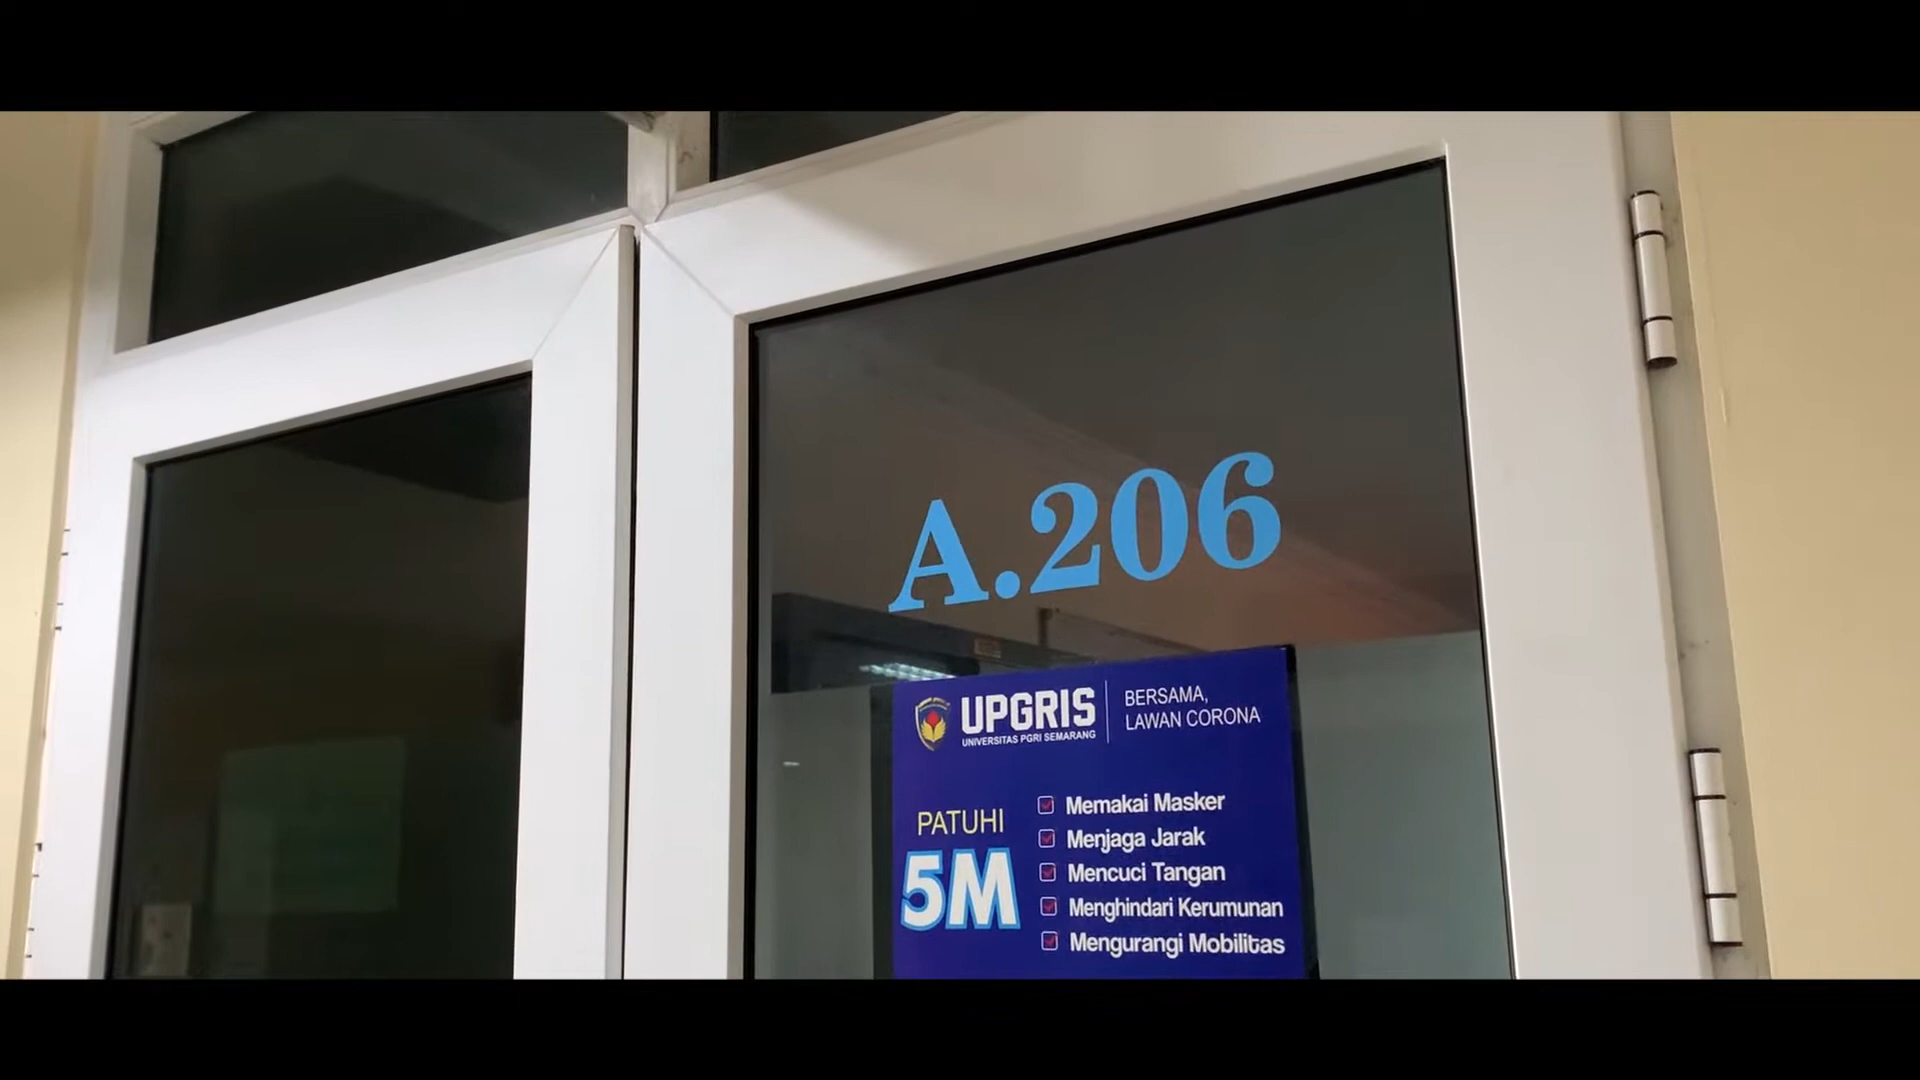 A.206
UPGRIS
UNIVERSITAS PGRI SEMARANG
BERSAMA,
LAWAN CORONA
PATUHI
5M
Memakai Masker
Menjaga Jarak
Mencuci Tangan
Menghindari Kerumunan
Mengurangi Mobilitas